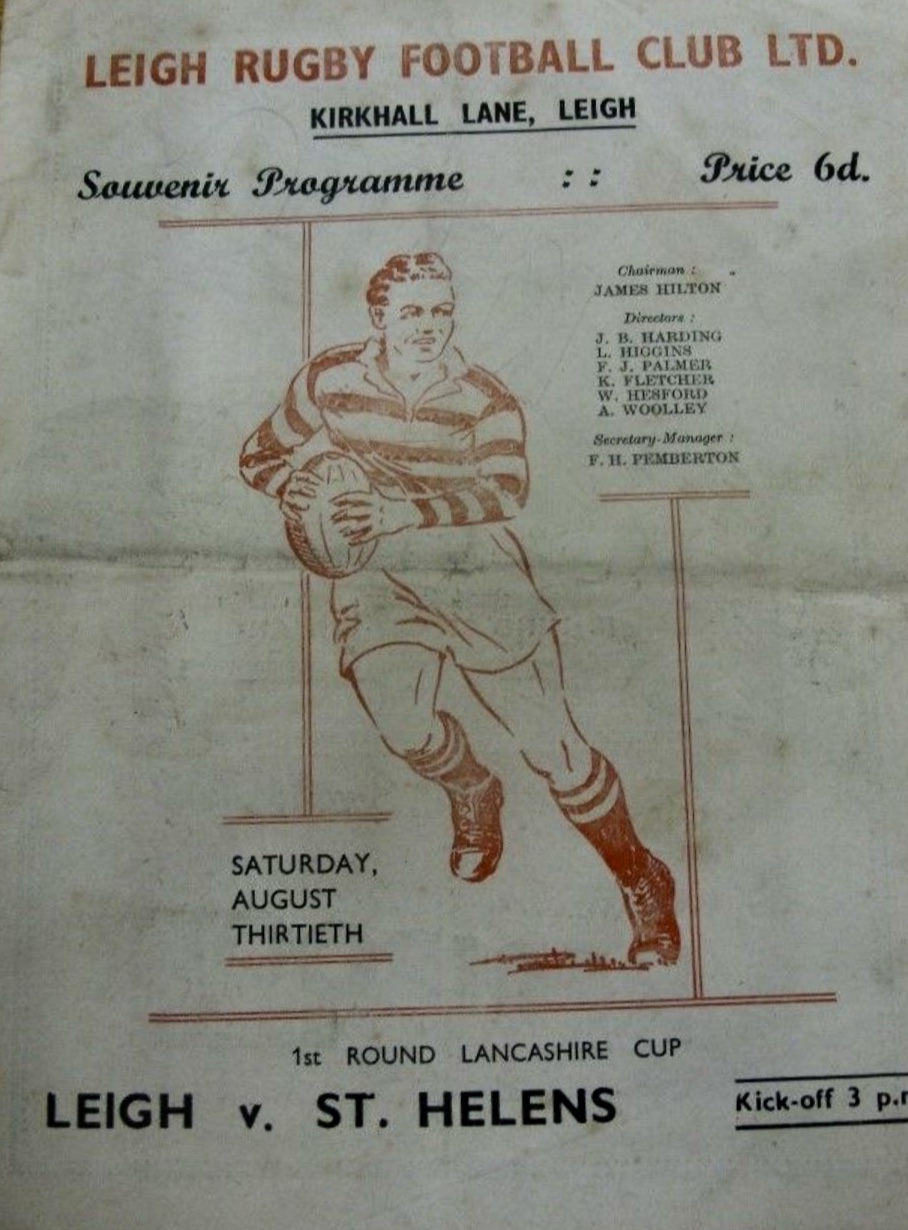 LEIGH RUGBY FOOTBALL CLUB LTD.
KIRKHALL LANE, LEIGH
Souvenir Programme : : Price 6d.
Chairman :
JAMES HILTON
Directors :
J. B. HARDING
L. HIGGINS
F. J. PALMER
K. FLETCHER
W. HESFORD
A. WOOLLEY
Secretary-Manager :
F. H. PEMBERTON
SATURDAY,
AUGUST
THIRTIETH
1st ROUND LANCASHIRE CUP
LEIGH v. ST. HELENS
Kick-off 3 p.